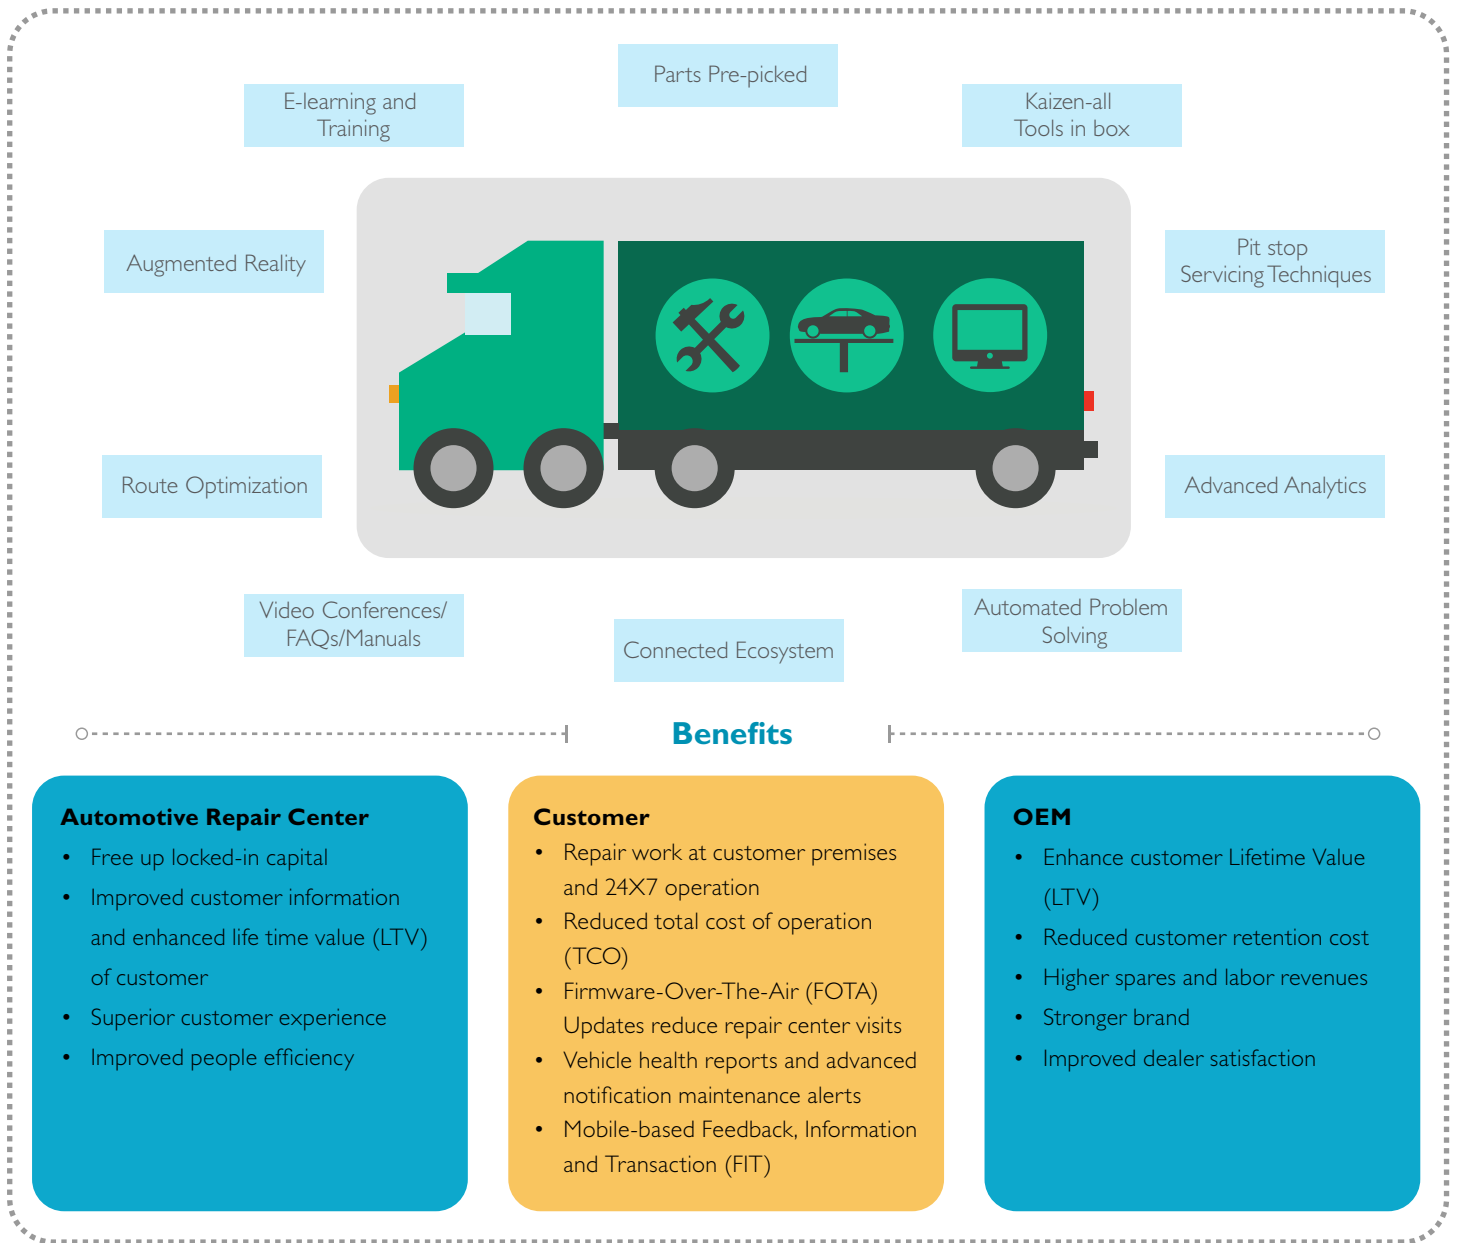 Parts Pre-picked
E-learning and
Training
Kaizen-all
Tools in box
Augmented Reality
Pit stop
Servicing Techniques
Route Optimization
Advanced Analytics
Video Conferences/
FAQs/Manuals
Connected Ecosystem
Automated Problem
Solving
Benefits
Automotive Repair Center
• Free up locked-in capital
• Improved customer information
and enhanced life time value (LTV)
of customer
• Superior customer experience
• Improved people efficiency
Customer
• Repair work at customer premises
and 24X7 operation
• Reduced total cost of operation
(TCO)
• Firmware-Over-The-Air (FOTA)
Updates reduce repair center visits
• Vehicle health reports and advanced
notification maintenance alerts
• Mobile-based Feedback, Information
and Transaction (FIT)
OEM
• Enhance customer Lifetime Value
(LTV)
• Reduced customer retention cost
• Higher spares and labor revenues
• Stronger brand
• Improved dealer satisfaction